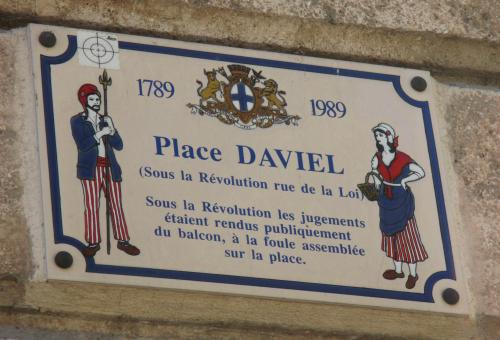 1789
1989
Place DAVIEL
(Sous la Révolution rue de la Loi)
Sous la Révolution les jugements
étaient rendus publiquement
du balcon, à la foule assemblée
sur la place.